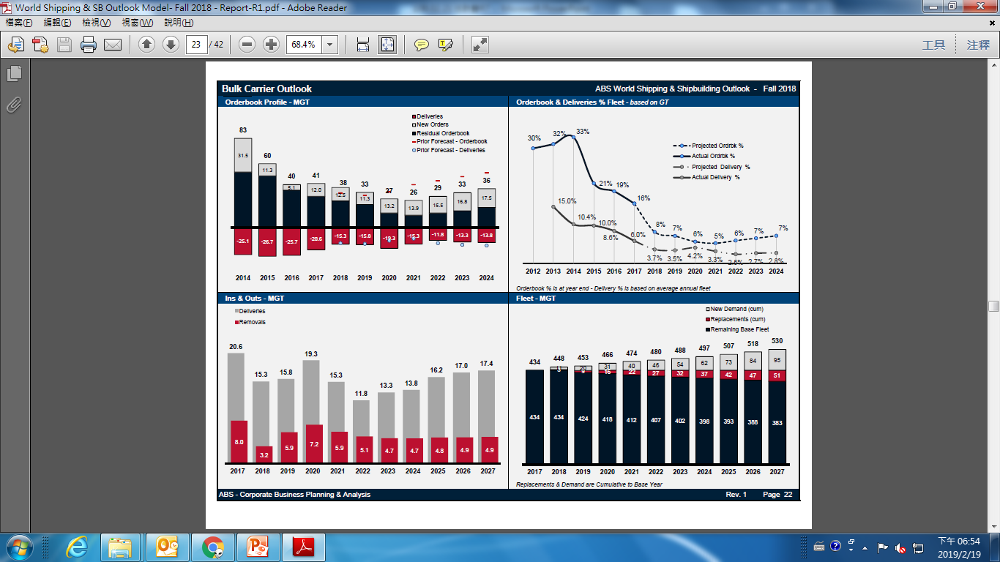 World Shipping & SB Outlook Model- Fall 2018 - Report-R1.pdf - Adobe Reader
檔案(F) 編輯(E) 檢視(V) 視窗(W) 說明(H)
23 / 42 68.4% 工具 注釋
Bulk Carrier Outlook ABS World Shipping & Shipbuilding Outlook - Fall 2018
Orderbook Profile - MGT
Deliveries
New Orders
Residual Orderbook
Prior Forecast - Orderbook
Prior Forecast - Deliveries
83 60 40 41 38 33 27 26 29 33 36
31.5 11.3 5.1 12.0 12.5 11.3 13.2 13.9 15.5 16.8 17.5
-25.1 -26.7 -25.7 -20.6 -15.3 -15.8 -19.3 -15.3 -11.8 -13.3 -13.8
2014 2015 2016 2017 2018 2019 2020 2021 2022 2023 2024
Orderbook & Deliveries % Fleet - based on GT
Projected Ordrbk %
Actual Ordrbk %
Projected Delivery %
Actual Delivery %
30% 32% 33% 21% 19% 16% 8% 7% 6% 5% 6% 7% 7%
15.0% 10.4% 10.0% 8.6% 6.0% 3.7% 3.5% 4.2% 3.3% 2.5% 2.7% 2.8%
2012 2013 2014 2015 2016 2017 2018 2019 2020 2021 2022 2023 2024
Orderbook % is at year end - Delivery % is based on average annual fleet
Ins & Outs - MGT
Deliveries
Removals
20.6 15.3 15.8 19.3 15.3 11.8 13.3 13.8 16.2 17.0 17.4
8.0 3.2 5.9 7.2 5.9 5.1 4.7 4.7 4.8 4.9 4.9
2017 2018 2019 2020 2021 2022 2023 2024 2025 2026 2027
Fleet - MGT
New Demand (cum)
Replacements (cum)
Remaining Base Fleet
434 448 453 466 474 480 488 497 507 518 530
11 20 31 40 46 54 62 73 84 95
3 9 16 22 27 32 37 42 47 51
434 434 424 418 412 407 402 398 393 388 383
2017 2018 2019 2020 2021 2022 2023 2024 2025 2026 2027
Replacements & Demand are Cumulative to Base Year
ABS - Corporate Business Planning & Analysis Rev. 1 Page 22
下午 06:54
2019/2/19